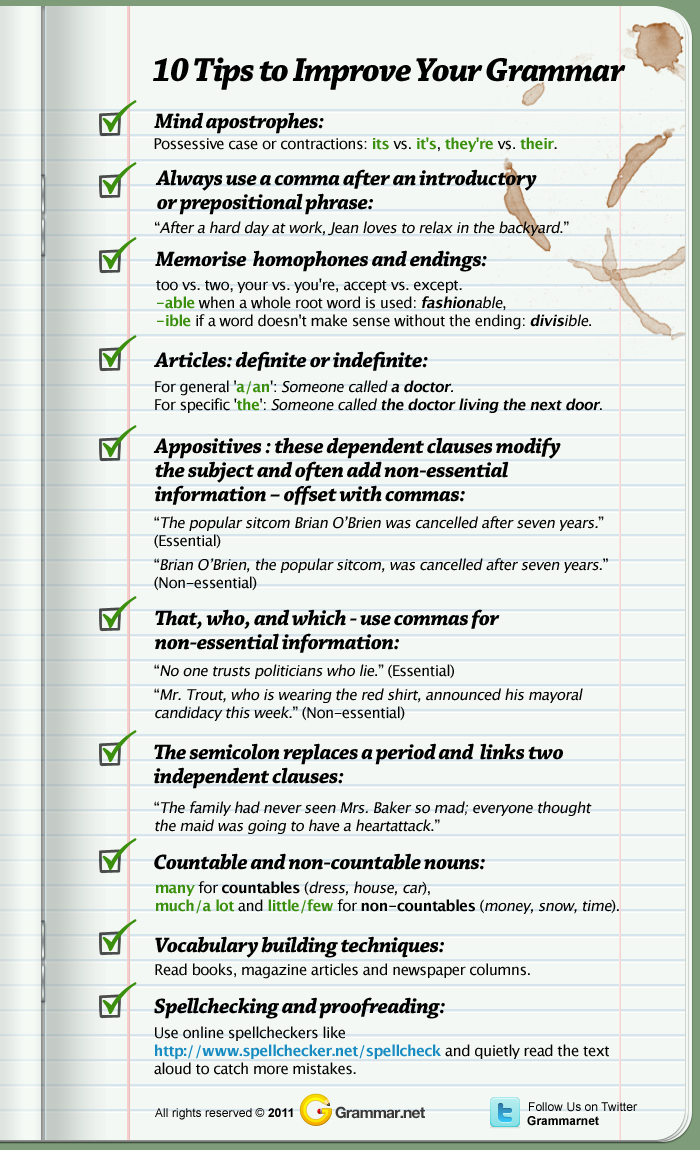 10 Tips to Improve Your Grammar
Mind apostrophes:
Possessive case or contractions: its vs. it's, they're vs. their.
Always use a comma after an introductory
or prepositional phrase:
“After a hard day at work, Jean loves to relax in the backyard.”
Memorise homophones and endings:
too vs. two, your vs. you're, accept vs. except.
–able when a whole root word is used: fashionable,
–ible if a word doesn't make sense without the ending: divisible.
Articles: definite or indefinite:
For general 'a/an': Someone called a doctor.
For specific 'the': Someone called the doctor living the next door.
Appositives : these dependent clauses modify
the subject and often add non-essential
information – offset with commas:
“The popular sitcom Brian O’Brien was cancelled after seven years.”
(Essential)
“Brian O’Brien, the popular sitcom, was cancelled after seven years.”
(Non–essential)
That, who, and which - use commas for
non-essential information:
“No one trusts politicians who lie.” (Essential)
“Mr. Trout, who is wearing the red shirt, announced his mayoral
candidacy this week.” (Non–essential)
The semicolon replaces a period and links two
independent clauses:
“The family had never seen Mrs. Baker so mad; everyone thought
the maid was going to have a heartattack.”
Countable and non-countable nouns:
many for countables (dress, house, car),
much/a lot and little/few for non–countables (money, snow, time).
Vocabulary building techniques:
Read books, magazine articles and newspaper columns.
Spellchecking and proofreading:
Use online spellcheckers like
http://www.spellchecker.net/spellcheck and quietly read the text
aloud to catch more mistakes.
All rights reserved © 2011 Grammar.net
Follow Us on Twitter
Grammarnet